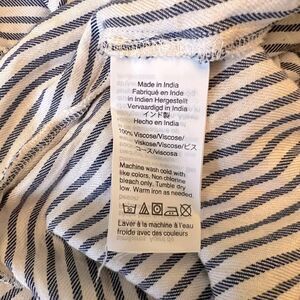 Made in India
Fabriqué en Inde
in Indien Hergestellt
Vervaardigd in India
インド製
Hecho en India
100% Viscose/Viscose/
Viskose/Viscose/ビス
コース/viscosa
Machine wash cold with
like colors. Non chlorine
bleach only. Tumble dry
low. Warm iron as needed
Laver à la machine à l'eau
froide avec des couleurs